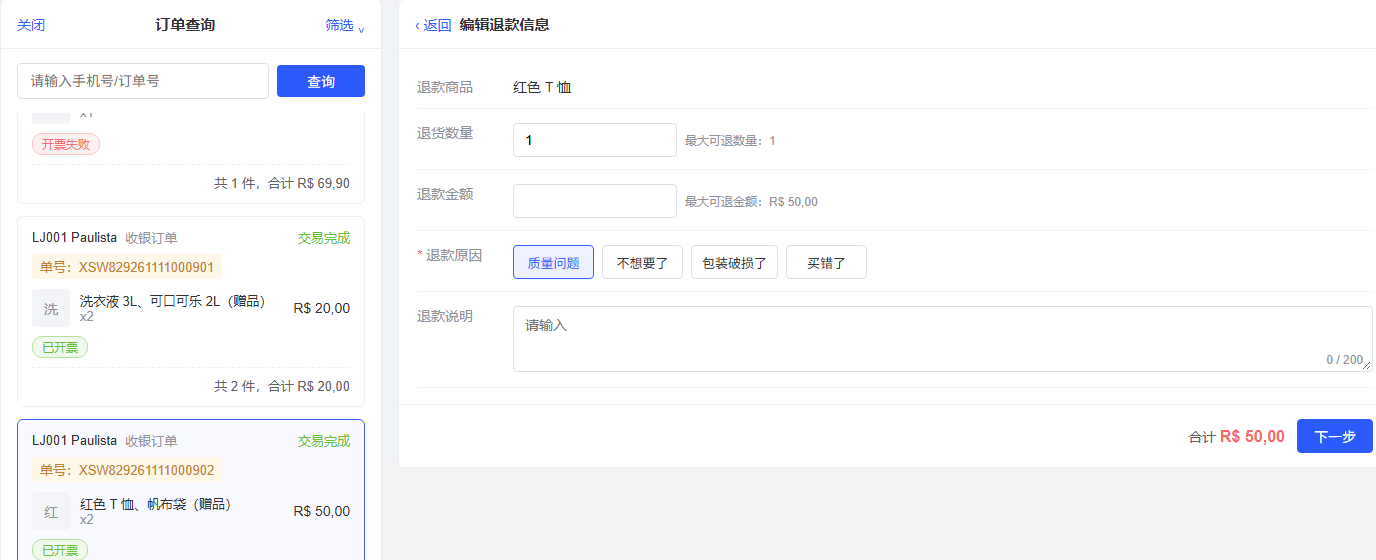 关闭 订单查询 筛选
请输入手机号/订单号 查询
x1
开票失败
共 1 件，合计 R$ 69,90
LJ001 Paulista 收银订单 交易完成
单号：XSW829261111000901
洗 洗衣液 3L、可口可乐 2L（赠品） R$ 20,00
x2
已开票
共 2 件，合计 R$ 20,00
LJ001 Paulista 收银订单 交易完成
单号：XSW829261111000902
红 红色 T 恤、帆布袋（赠品） R$ 50,00
x2
已开票
‹ 返回 编辑退款信息
退款商品 红色 T 恤
退货数量 1 最大可退数量：1
退款金额 最大可退金额：R$ 50,00
* 退款原因 质量问题 不想要了 包装破损了 买错了
退款说明 请输入
0 / 200
合计 R$ 50,00 下一步